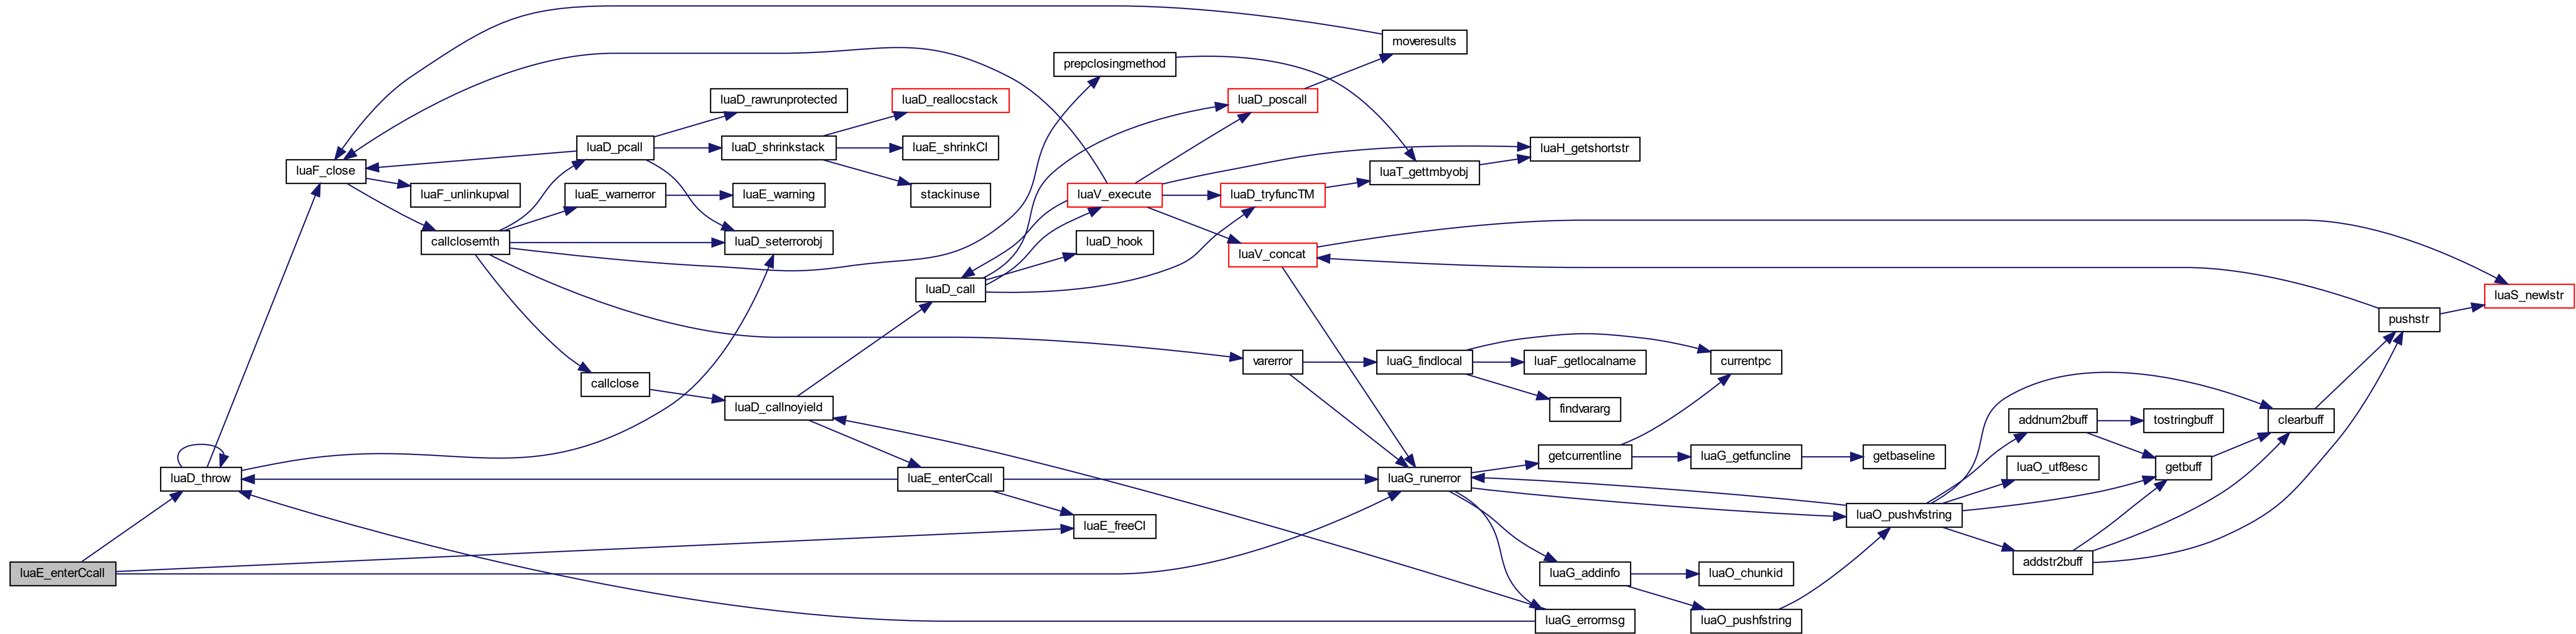 moveresults
prepclosingmethod
luaD_rawrunprotected
luaD_reallocstack
luaD_poscall
luaD_pcall
luaD_shrinkstack
luaE_shrinkCI
luaH_getshortstr
luaF_close
luaT_gettmbyobj
luaF_unlinkupval
luaE_warnerror
luaE_warning
stackinuse
luaV_execute
luaD_tryfuncTM
callclosemth
luaD_seterrorobj
luaD_hook
luaV_concat
luaD_call
luaS_newlstr
pushstr
varerror
luaG_findlocal
luaF_getlocalname
currentpc
callclose
luaD_callnoyield
findvararg
addnum2buff
tostringbuff
clearbuff
getcurrentline
luaG_getfuncline
getbaseline
luaO_utf8esc
getbuff
luaD_throw
luaE_enterCcall
luaG_runerror
luaO_pushvfstring
luaE_freeCI
addstr2buff
luaE_enterCcall
luaG_addinfo
luaO_chunkid
luaG_errormsg
luaO_pushfstring